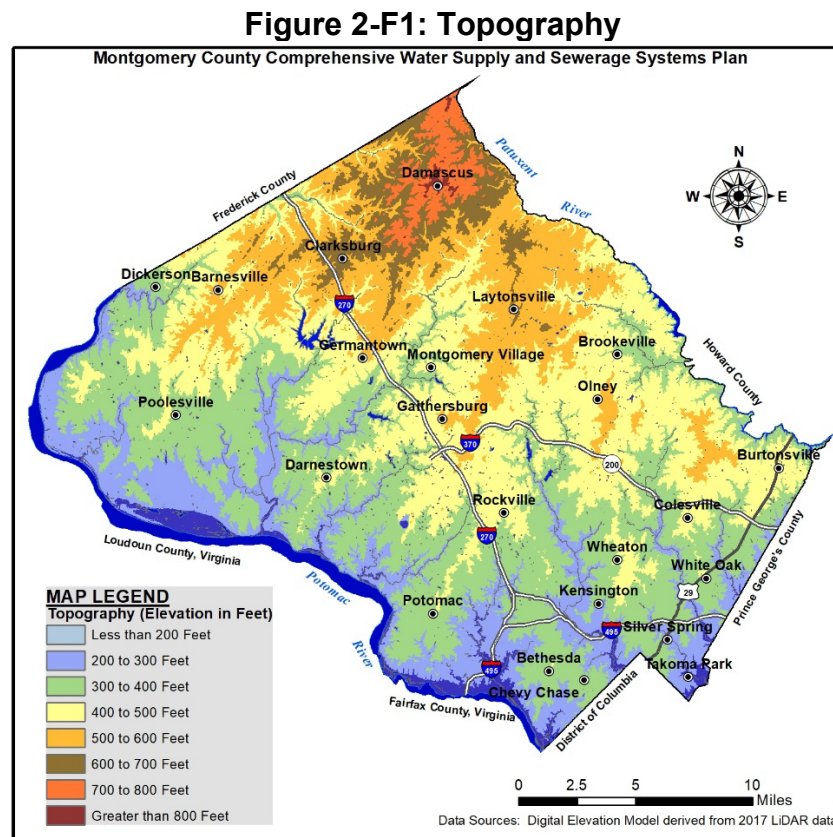 Figure 2-F1: Topography
Montgomery County Comprehensive Water Supply and Sewerage Systems Plan
Patuxent
River
Damascus
Frederick County
N
W E
S
Clarksburg
Dickerson
Barnesville
270
Laytonsville
Germantown
Montgomery Village
Brookeville
Howard County
Olney
Poolesville
Gaithersburg
370
200
Burtonsville
Darnestown
Rockville
Colesville
270
Loudoun County, Virginia
Wheaton
White Oak
Prince George's County
Potomac
River
Kensington
29
Potomac
495
Silver Spring
Bethesda
Takoma Park
495
Chevy Chase
District of Columbia
Fairfax County, Virginia
MAP LEGEND
Topography (Elevation in Feet)
Less than 200 Feet
200 to 300 Feet
300 to 400 Feet
400 to 500 Feet
500 to 600 Feet
600 to 700 Feet
700 to 800 Feet
Greater than 800 Feet
0 2.5 5 10
Miles
Data Sources: Digital Elevation Model derived from 2017 LiDAR data